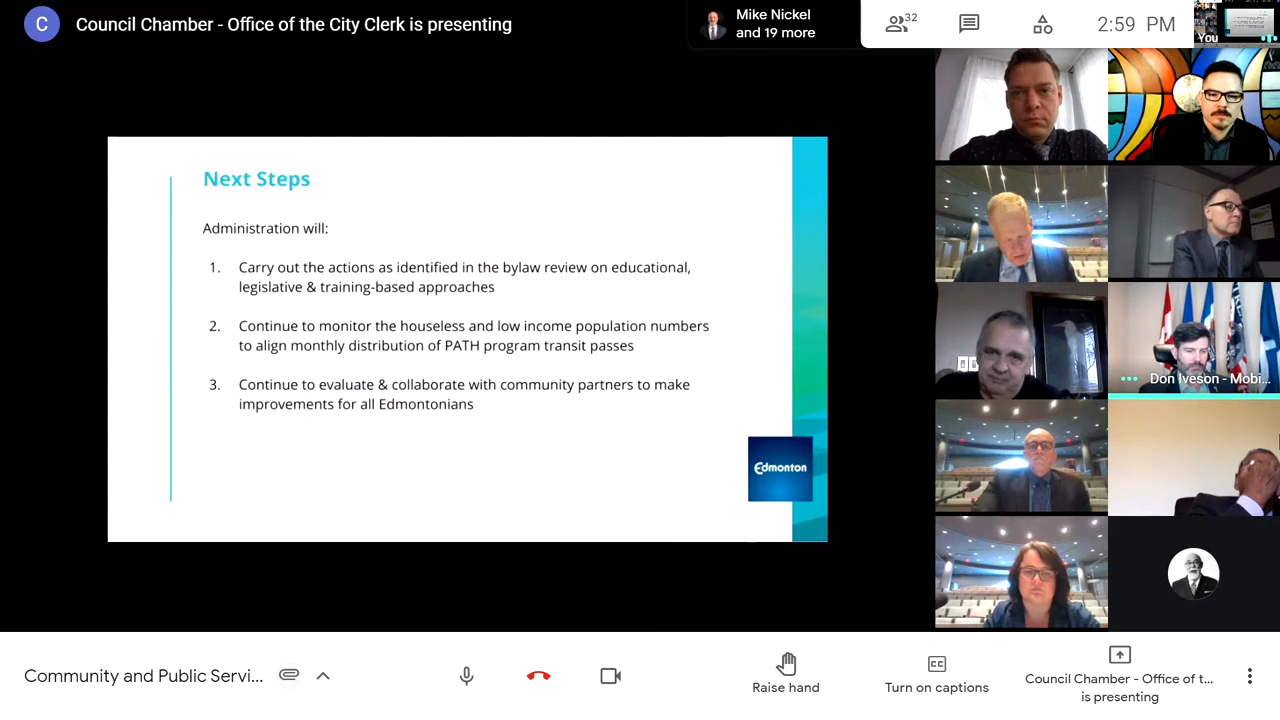 C Council Chamber - Office of the City Clerk is presenting
Mike Nickel
and 19 more
32
2:59 PM
You
Next Steps
Administration will:
1. Carry out the actions as identified in the bylaw review on educational,
legislative & training-based approaches
2. Continue to monitor the houseless and low income population numbers
to align monthly distribution of PATH program transit passes
3. Continue to evaluate & collaborate with community partners to make
improvements for all Edmontonians
Edmonton
Don Iveson - Mobi...
Community and Public Servi...
Raise hand
CC
Turn on captions
Council Chamber - Office of t...
is presenting